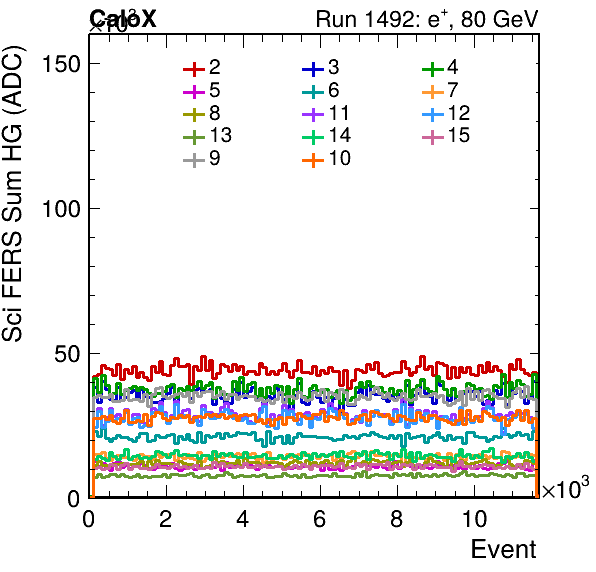 CaloX
×10³
Run 1492: e⁺, 80 GeV
Sci FERS Sum HG (ADC)
150
100
50
0
2 3 4
5 6 7
8 11 12
13 14 15
9 10
0 2 4 6 8 10
×10³
Event